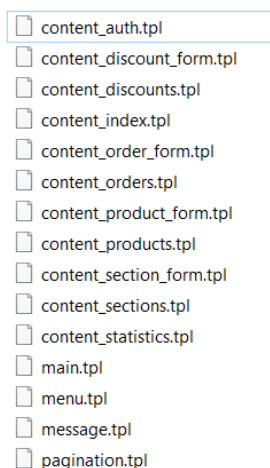 content_auth.tpl
content_discount_form.tpl
content_discounts.tpl
content_index.tpl
content_order_form.tpl
content_orders.tpl
content_product_form.tpl
content_products.tpl
content_section_form.tpl
content_sections.tpl
content_statistics.tpl
main.tpl
menu.tpl
message.tpl
pagination.tpl